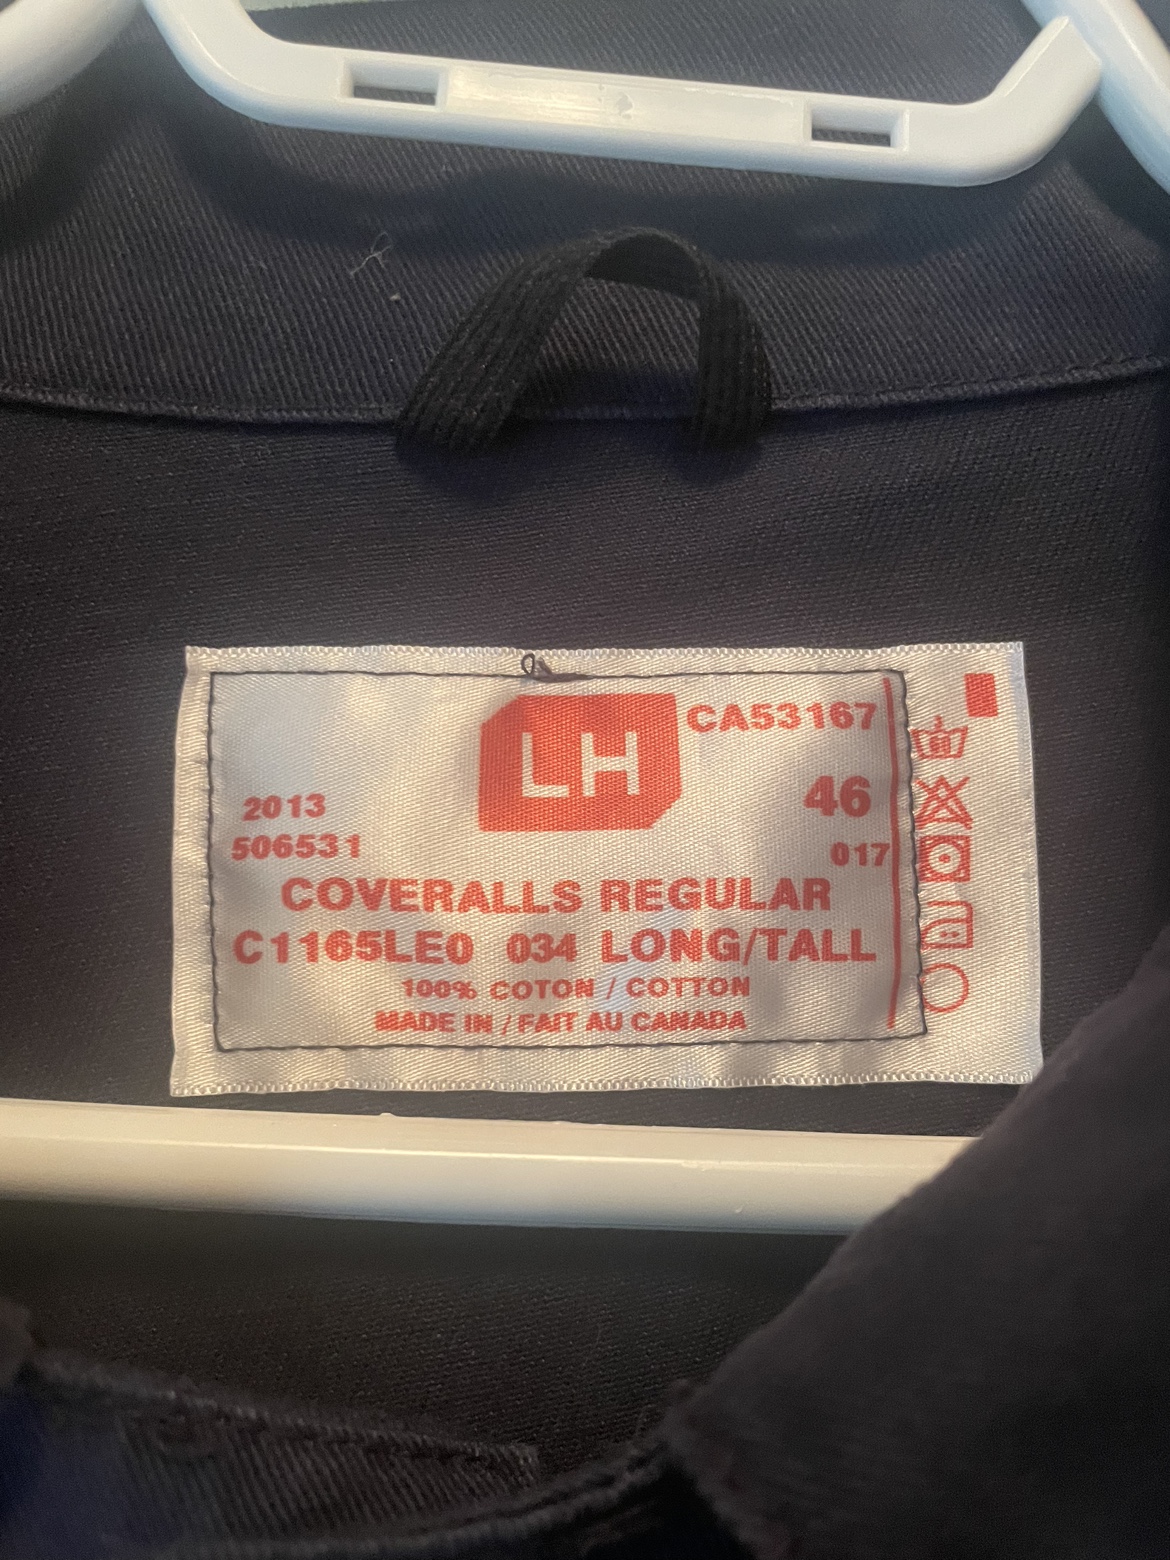 LH
CA53167
2013
46
506531
017
COVERALLS REGULAR
C1165LE0 034 LONG/TALL
100% COTON / COTTON
MADE IN / FAIT AU CANADA